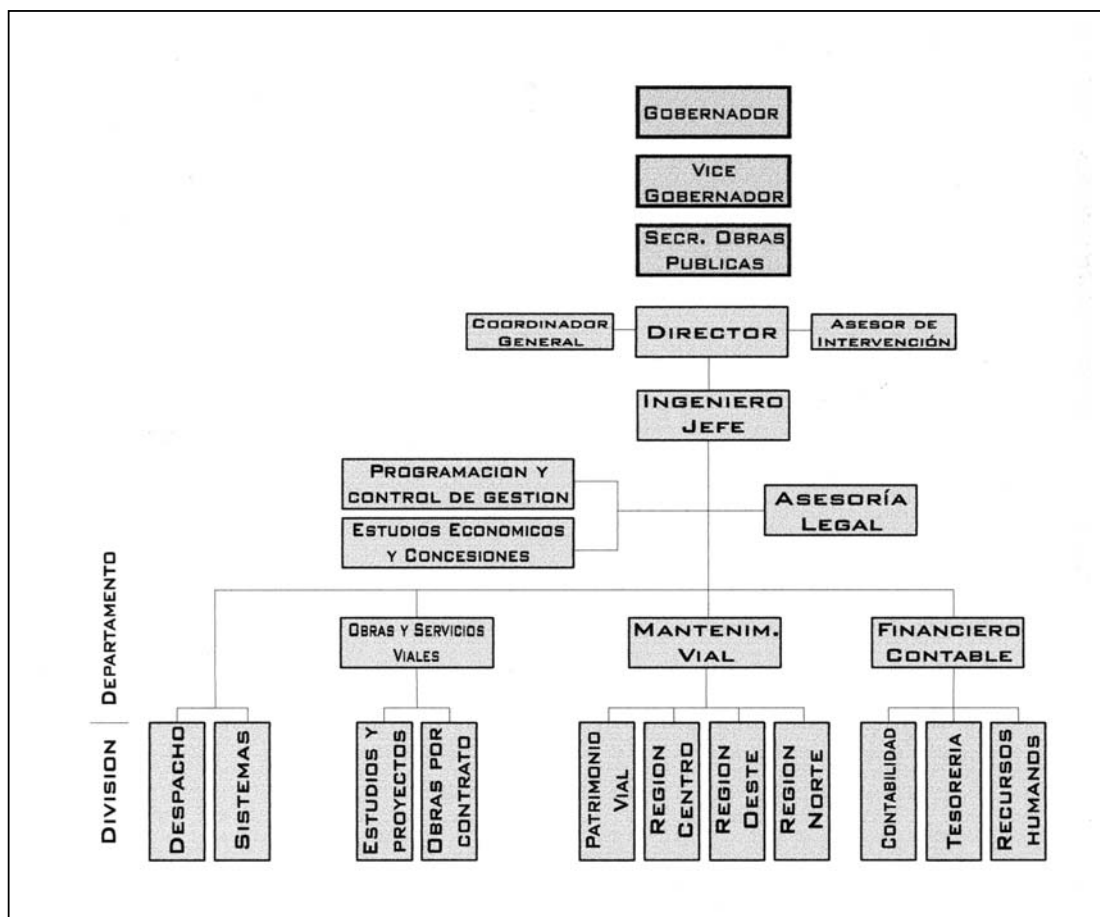 GOBERNADOR
VICE
GOBERNADOR
SECR. OBRAS
PUBLICAS
COORDINADOR
GENERAL
DIRECTOR
ASESOR DE
INTERVENCIÓN
INGENIERO
JEFE
PROGRAMACION Y
CONTROL DE GESTION
ESTUDIOS ECONOMICOS
Y CONCESIONES
ASESORÍA
LEGAL
DEPARTAMENTO
OBRAS Y SERVICIOS
VIALES
MANTENIM.
VIAL
FINANCIERO
CONTABLE
DIVISION
DESPACHO
SISTEMAS
ESTUDIOS Y
PROYECTOS
OBRAS POR
CONTRATO
PATRIMONIO
VIAL
REGION
CENTRO
REGION
OESTE
REGION
NORTE
CONTABILIDAD
TESORERIA
RECURSOS
HUMANOS